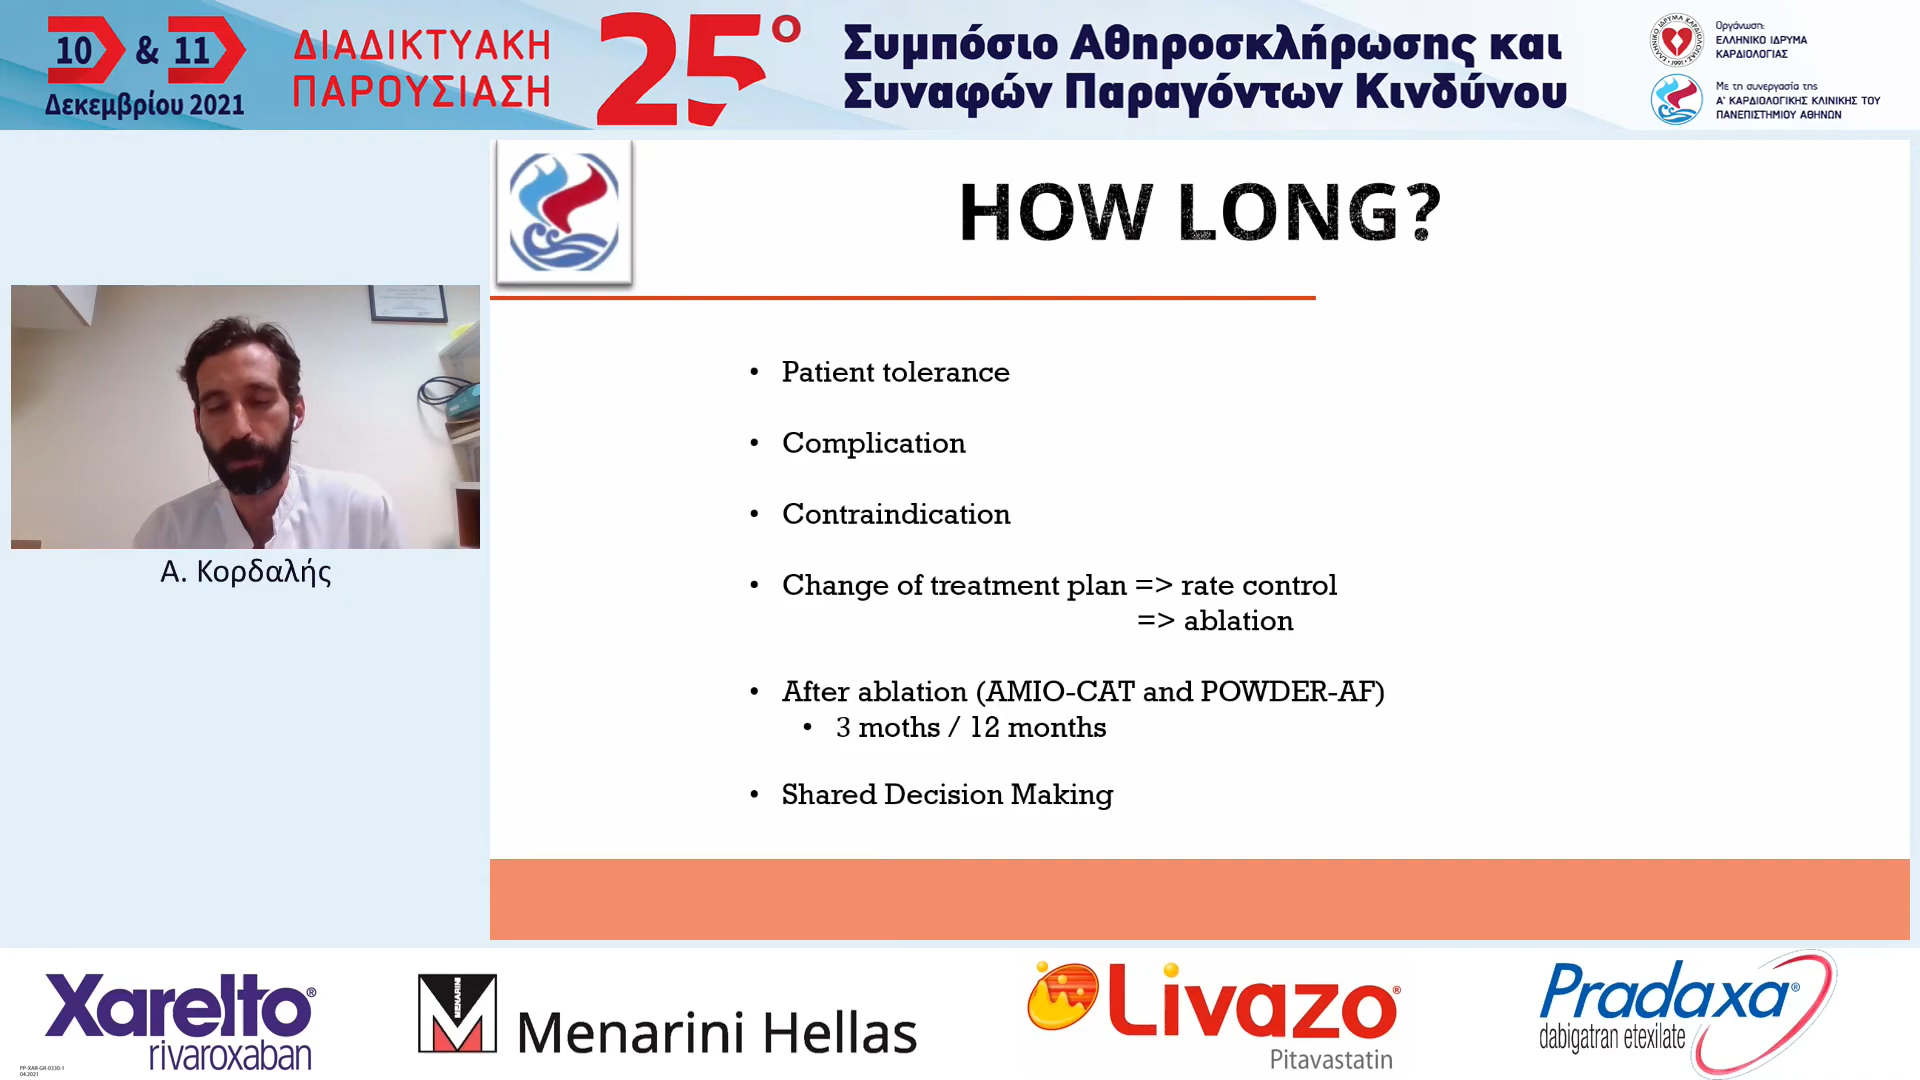 10 & 11
Δεκεμβρίου 2021
ΔΙΑΔΙΚΤΥΑΚΗ
ΠΑΡΟΥΣΙΑΣΗ
25ο
Συμπόσιο Αθηροσκλήρωσης και
Συναφών Παραγόντων Κινδύνου
Οργάνωση:
ΕΛΛΗΝΙΚΟ ΙΔΡΥΜΑ
ΚΑΡΔΙΟΛΟΓΙΑΣ
Με τη συνεργασία της
Α' ΚΑΡΔΙΟΛΟΓΙΚΗΣ ΚΛΙΝΙΚΗΣ ΤΟΥ
ΠΑΝΕΠΙΣΤΗΜΙΟΥ ΑΘΗΝΩΝ
HOW LONG?
• Patient tolerance
• Complication
• Contraindication
• Change of treatment plan => rate control
=> ablation
• After ablation (AMIO-CAT and POWDER-AF)
• 3 moths / 12 months
• Shared Decision Making
Α. Κορδαλής
Xarelto®
rivaroxaban
PP-XAR-GR-0330-1
04.2021
MENARINI
Menarini Hellas
Livazo®
Pitavastatin
Pradaxa®
dabigatran etexilate